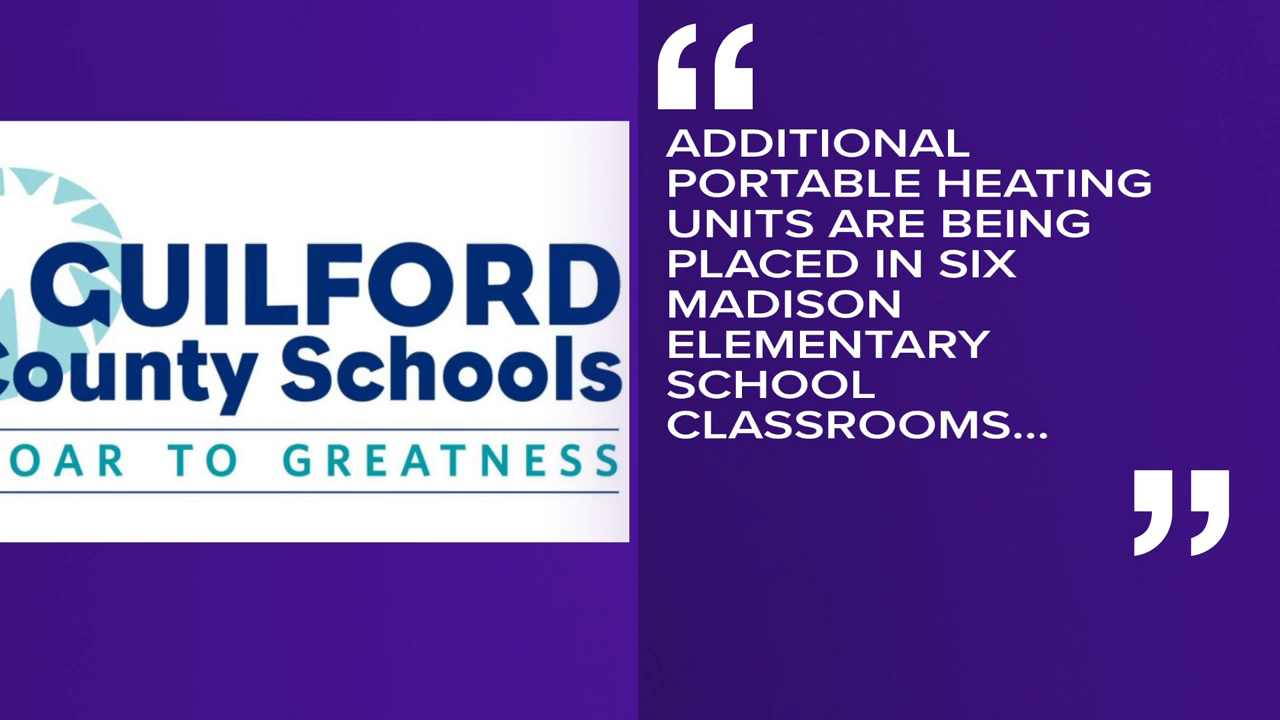 GUILFORD
County Schools
OAR TO GREATNESS
“
ADDITIONAL
PORTABLE HEATING
UNITS ARE BEING
PLACED IN SIX
MADISON
ELEMENTARY
SCHOOL
CLASSROOMS...
”